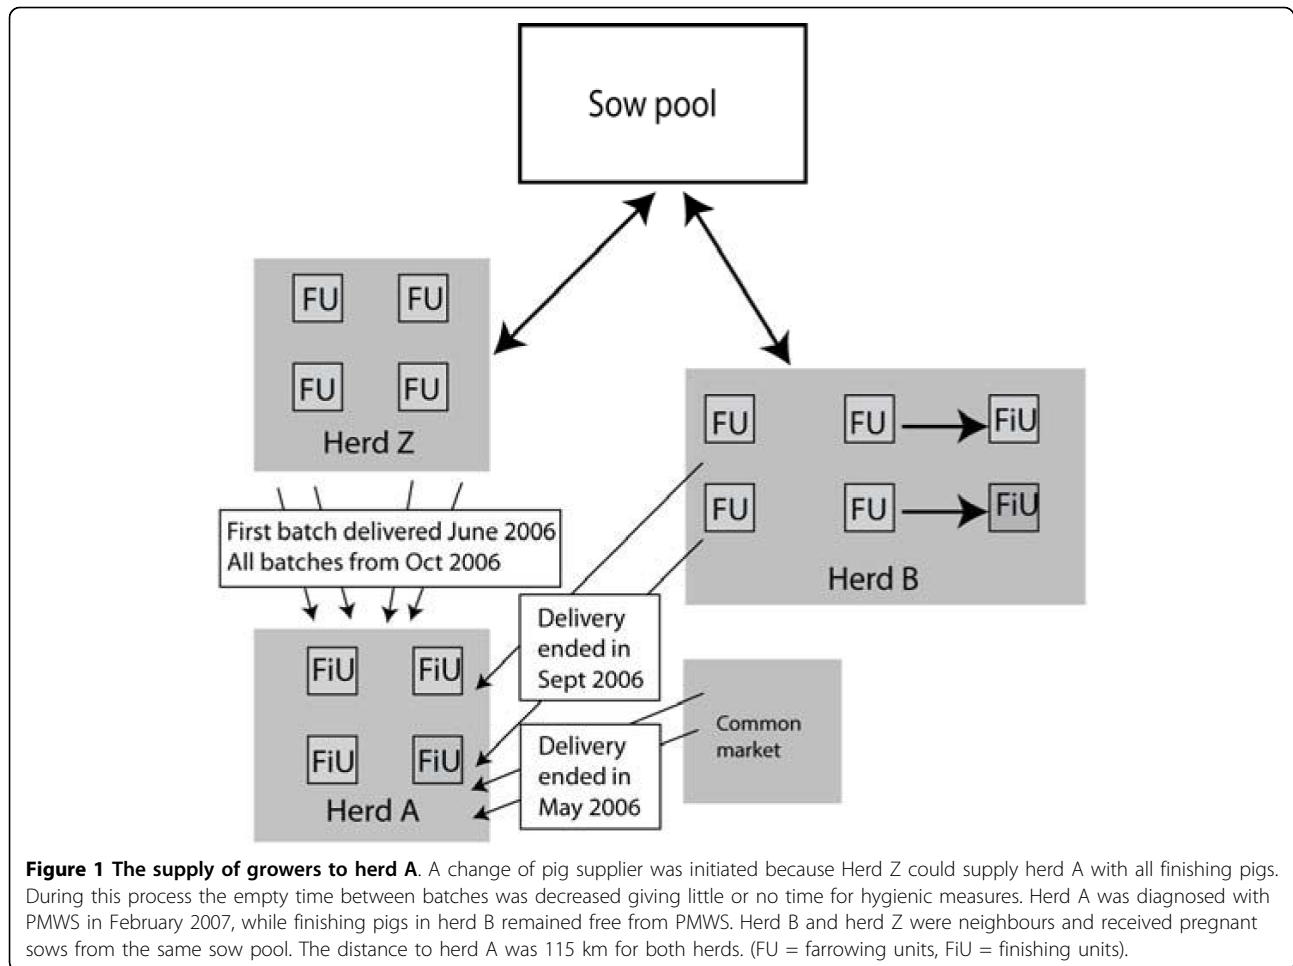 Sow pool
FU FU
FU FU
Herd Z
FU FU FiU
FU FU FiU
Herd B
First batch delivered June 2006
All batches from Oct 2006
Delivery
ended in
Sept 2006
FiU FiU
FiU FiU
Herd A
Common
market
Delivery
ended in
May 2006
Figure 1 The supply of growers to herd A. A change of pig supplier was initiated because Herd Z could supply herd A with all finishing pigs.
During this process the empty time between batches was decreased giving little or no time for hygienic measures. Herd A was diagnosed with
PMWS in February 2007, while finishing pigs in herd B remained free from PMWS. Herd B and herd Z were neighbours and received pregnant
sows from the same sow pool. The distance to herd A was 115 km for both herds. (FU = farrowing units, FiU = finishing units).